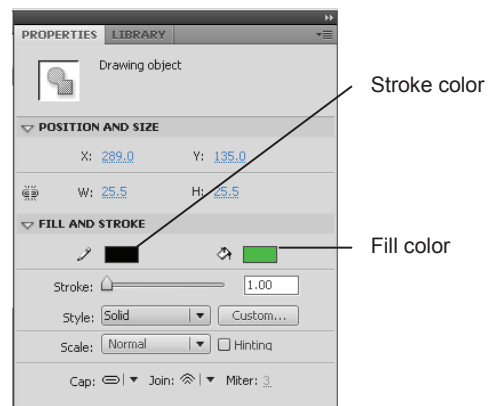 PROPERTIES LIBRARY
Drawing object
Stroke color
POSITION AND SIZE
X: 289.0 Y: 135.0
W: 25.5 H: 25.5
FILL AND STROKE
Fill color
Stroke: 1.00
Style: Solid Custom...
Scale: Normal Hinting
Cap: Join: Miter: 3